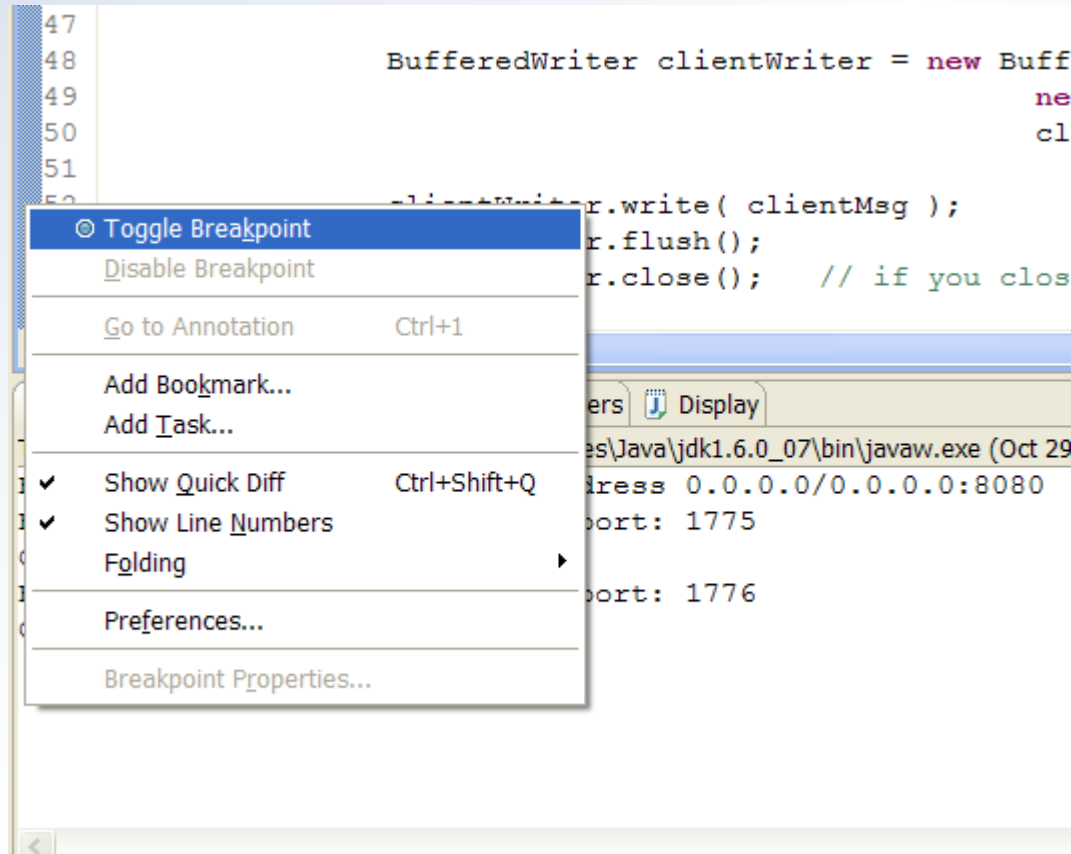 47
48 BufferedWriter clientWriter = new Buff
49 ne
50 cl
51
52 clientWriter.write( clientMsg );
r.flush();
r.close(); // if you clos
Toggle Breakpoint
Disable Breakpoint
Go to Annotation Ctrl+1
Add Bookmark...
Add Task...
Show Quick Diff Ctrl+Shift+Q
Show Line Numbers
Folding
Preferences...
Breakpoint Properties...
ers Display
es\Java\jdk1.6.0_07\bin\javaw.exe (Oct 29
dress 0.0.0.0/0.0.0.0:8080
port: 1775
port: 1776